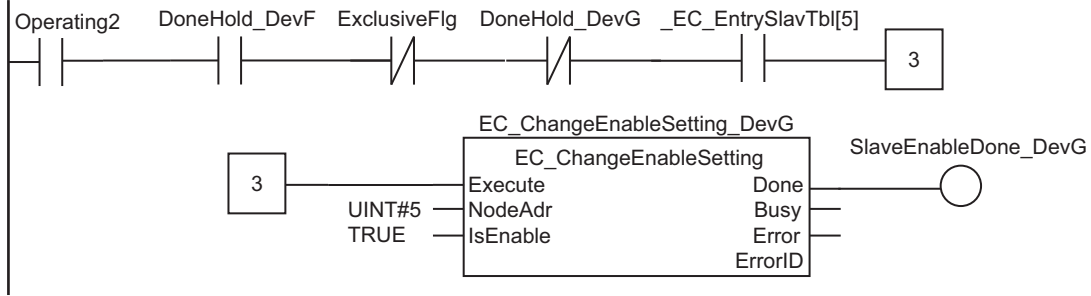 Operating2 DoneHold_DevF ExclusiveFlg DoneHold_DevG _EC_EntrySlavTbl[5]
3
EC_ChangeEnableSetting_DevG
EC_ChangeEnableSetting SlaveEnableDone_DevG
3 Execute Done
UINT#5 NodeAdr Busy
TRUE IsEnable Error
ErrorID